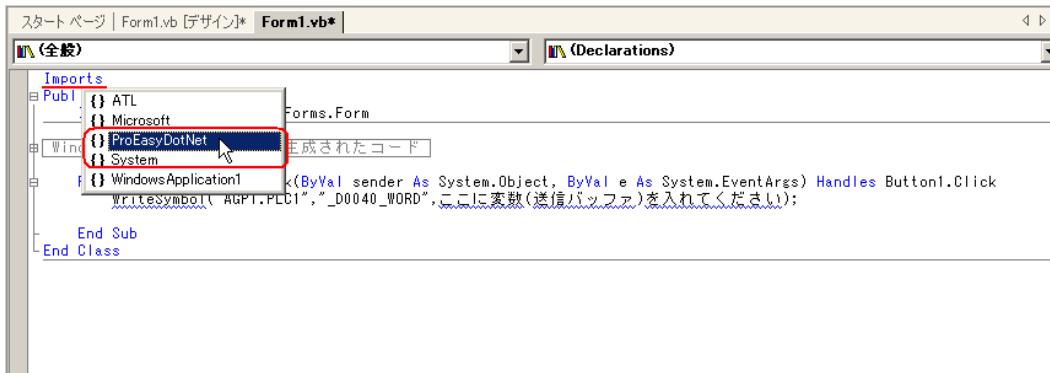 スタート ページ | Form1.vb [デザイン]* Form1.vb*
(全般) (Declarations)
Imports
Publ
{} ATL
Forms.Form
{} Microsoft
{} ProEasyDotNet
Wind 生成されたコード
{} System
{} WindowsApplication1
(ByVal sender As System.Object, ByVal e As System.EventArgs) Handles Button1.Click
WriteSymbol("AGP1.PLC1","_D0040_WORD",ここに変数(送信バッファ)を入れてください);
End Sub
End Class